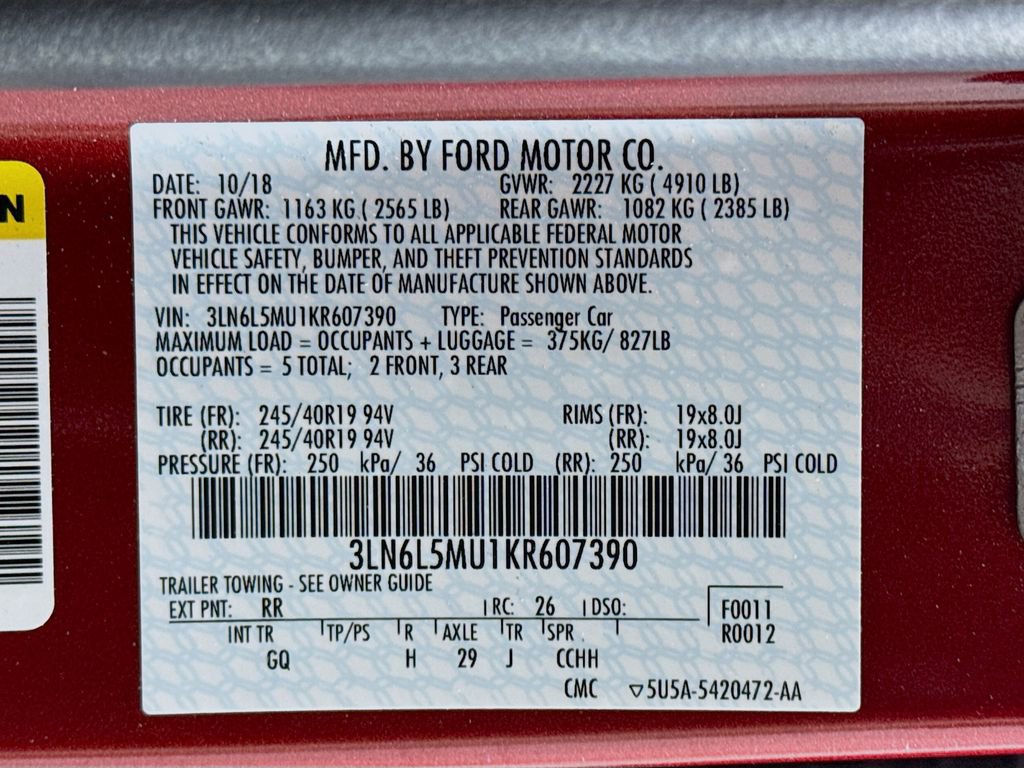 MFD. BY FORD MOTOR CO.
DATE: 10/18 GVWR: 2227 KG ( 4910 LB)
FRONT GAWR: 1163 KG ( 2565 LB) REAR GAWR: 1082 KG ( 2385 LB)
THIS VEHICLE CONFORMS TO ALL APPLICABLE FEDERAL MOTOR
VEHICLE SAFETY, BUMPER, AND THEFT PREVENTION STANDARDS
IN EFFECT ON THE DATE OF MANUFACTURE SHOWN ABOVE.
VIN: 3LN6L5MU1KR607390 TYPE: Passenger Car
MAXIMUM LOAD = OCCUPANTS + LUGGAGE = 375KG/ 827LB
OCCUPANTS = 5 TOTAL; 2 FRONT, 3 REAR
TIRE (FR): 245/40R19 94V RIMS (FR): 19x8.0J
(RR): 245/40R19 94V (RR): 19x8.0J
PRESSURE (FR): 250 kPa/ 36 PSI COLD (RR): 250 kPa/ 36 PSI COLD
3LN6L5MU1KR607390
TRAILER TOWING - SEE OWNER GUIDE
EXT PNT: RR RC: 26 DSO: F0011
INT TR TP/PS R AXLE TR SPR R0012
GQ H 29 J CCHH
CMC ▽5U5A-5420472-AA
N